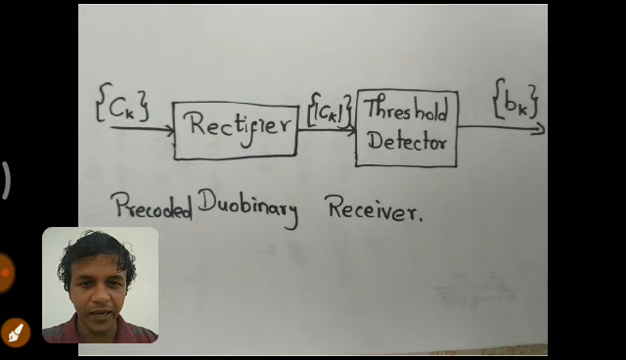 {Ck}
Rectifier
{|Ck|}
Threshold
Detector
{bk}
Precoded Duobinary Receiver.